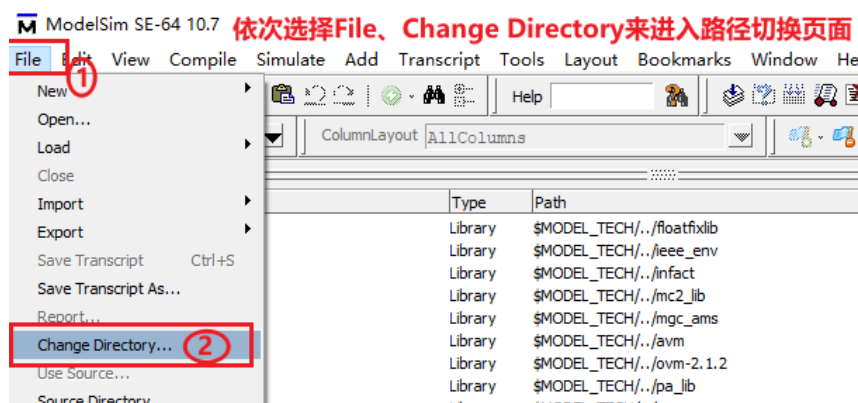 ModelSim SE-64 10.7
依次选择File、Change Directory来进入路径切换页面
File Edit View Compile Simulate Add Transcript Tools Layout Bookmarks Window He
①
New
Open...
Load
Close
Import
Export
Save Transcript Ctrl+S
Save Transcript As...
Report...
Change Directory... ②
Use Source...
Source Directory
Help
ColumnLayout AllColumns
Type Path
Library $MODEL_TECH/../floatfixlib
Library $MODEL_TECH/../ieee_env
Library $MODEL_TECH/../infact
Library $MODEL_TECH/../mc2_lib
Library $MODEL_TECH/../mgc_ams
Library $MODEL_TECH/../avm
Library $MODEL_TECH/../ovm-2.1.2
Library $MODEL_TECH/../pa_lib